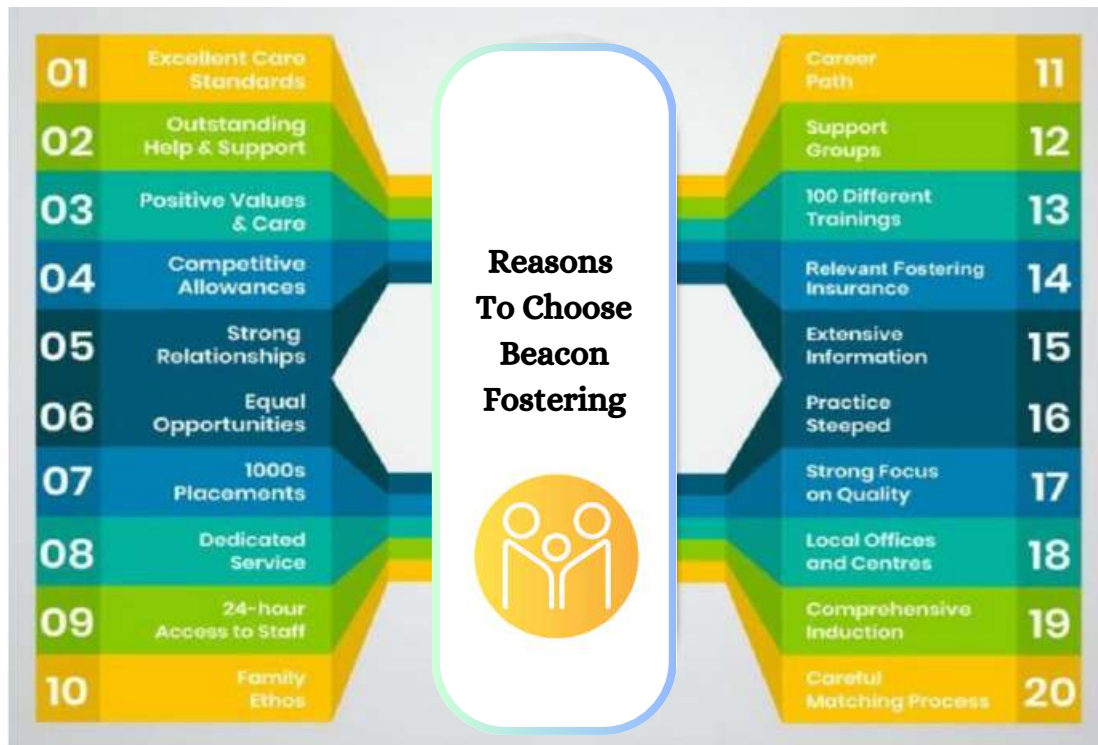 01
Excellent Care
Standards
02
Outstanding
Help & Support
03
Positive Values
& Care
04
Competitive
Allowances
05
Strong
Relationships
06
Equal
Opportunities
07
1000s
Placements
08
Dedicated
Service
09
24-hour
Access to Staff
10
Family
Ethos
Reasons
To Choose
Beacon
Fostering
Career
Path
11
Support
Groups
12
100 Different
Trainings
13
Relevant Fostering
Insurance
14
Extensive
Information
15
Practice
Steeped
16
Strong Focus
on Quality
17
Local Offices
and Centres
18
Comprehensive
Induction
19
Careful
Matching Process
20